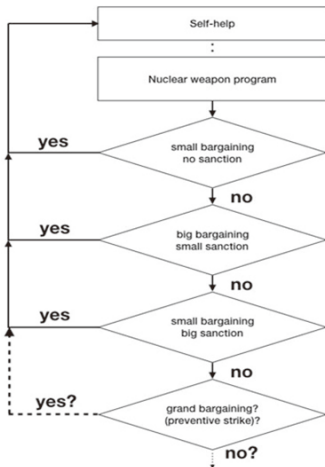 Self-help
:
Nuclear weapon program
yes
small bargaining
no sanction
no
yes
big bargaining
small sanction
no
yes
small bargaining
big sanction
no
yes?
grand bargaining?
(preventive strike)?
no?